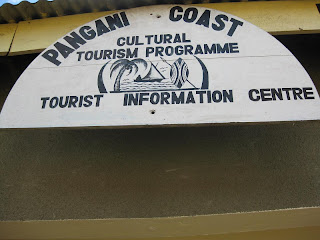 PANGANI COAST
CULTURAL
TOURISM PROGRAMME
TOURIST INFORMATION CENTRE